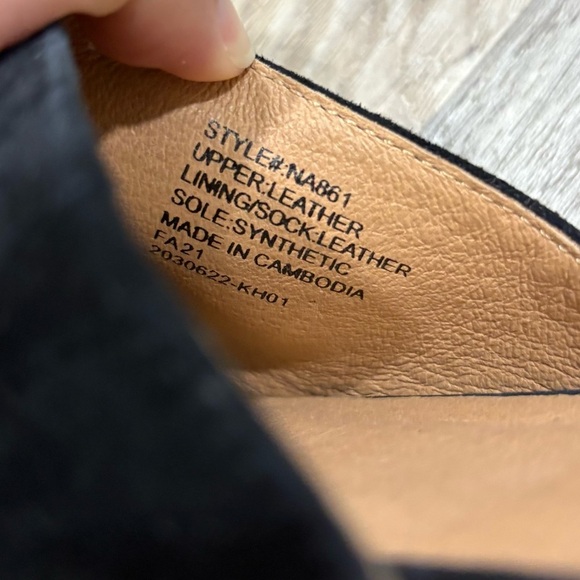 STYLE#:NA861
UPPER:LEATHER
LINING/SOCK:LEATHER
SOLE:SYNTHETIC
MADE IN CAMBODIA
FA21
2030622-KH01